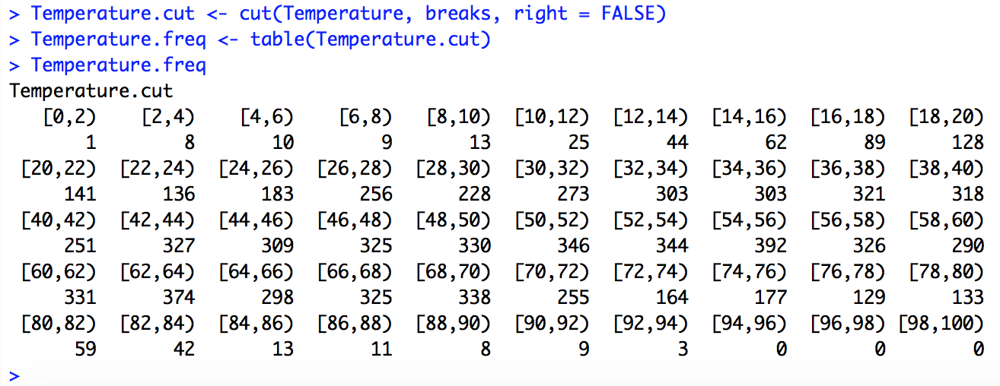 > Temperature.cut <- cut(Temperature, breaks, right = FALSE)
> Temperature.freq <- table(Temperature.cut)
> Temperature.freq
Temperature.cut
[0,2) [2,4) [4,6) [6,8) [8,10) [10,12) [12,14) [14,16) [16,18) [18,20)
1 8 10 9 13 25 44 62 89 128
[20,22) [22,24) [24,26) [26,28) [28,30) [30,32) [32,34) [34,36) [36,38) [38,40)
141 136 183 256 228 273 303 303 321 318
[40,42) [42,44) [44,46) [46,48) [48,50) [50,52) [52,54) [54,56) [56,58) [58,60)
251 327 309 325 330 346 344 392 326 290
[60,62) [62,64) [64,66) [66,68) [68,70) [70,72) [72,74) [74,76) [76,78) [78,80)
331 374 298 325 338 255 164 177 129 133
[80,82) [82,84) [84,86) [86,88) [88,90) [90,92) [92,94) [94,96) [96,98) [98,100)
59 42 13 11 8 9 3 0 0 0
>